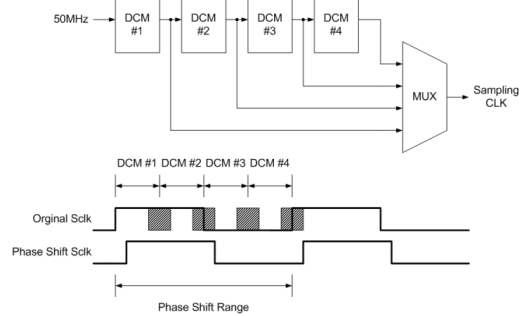 50MHz
DCM
#1
DCM
#2
DCM
#3
DCM
#4
MUX
Sampling
CLK
DCM #1 DCM #2 DCM #3 DCM #4
Orginal Sclk
Phase Shift Sclk
Phase Shift Range